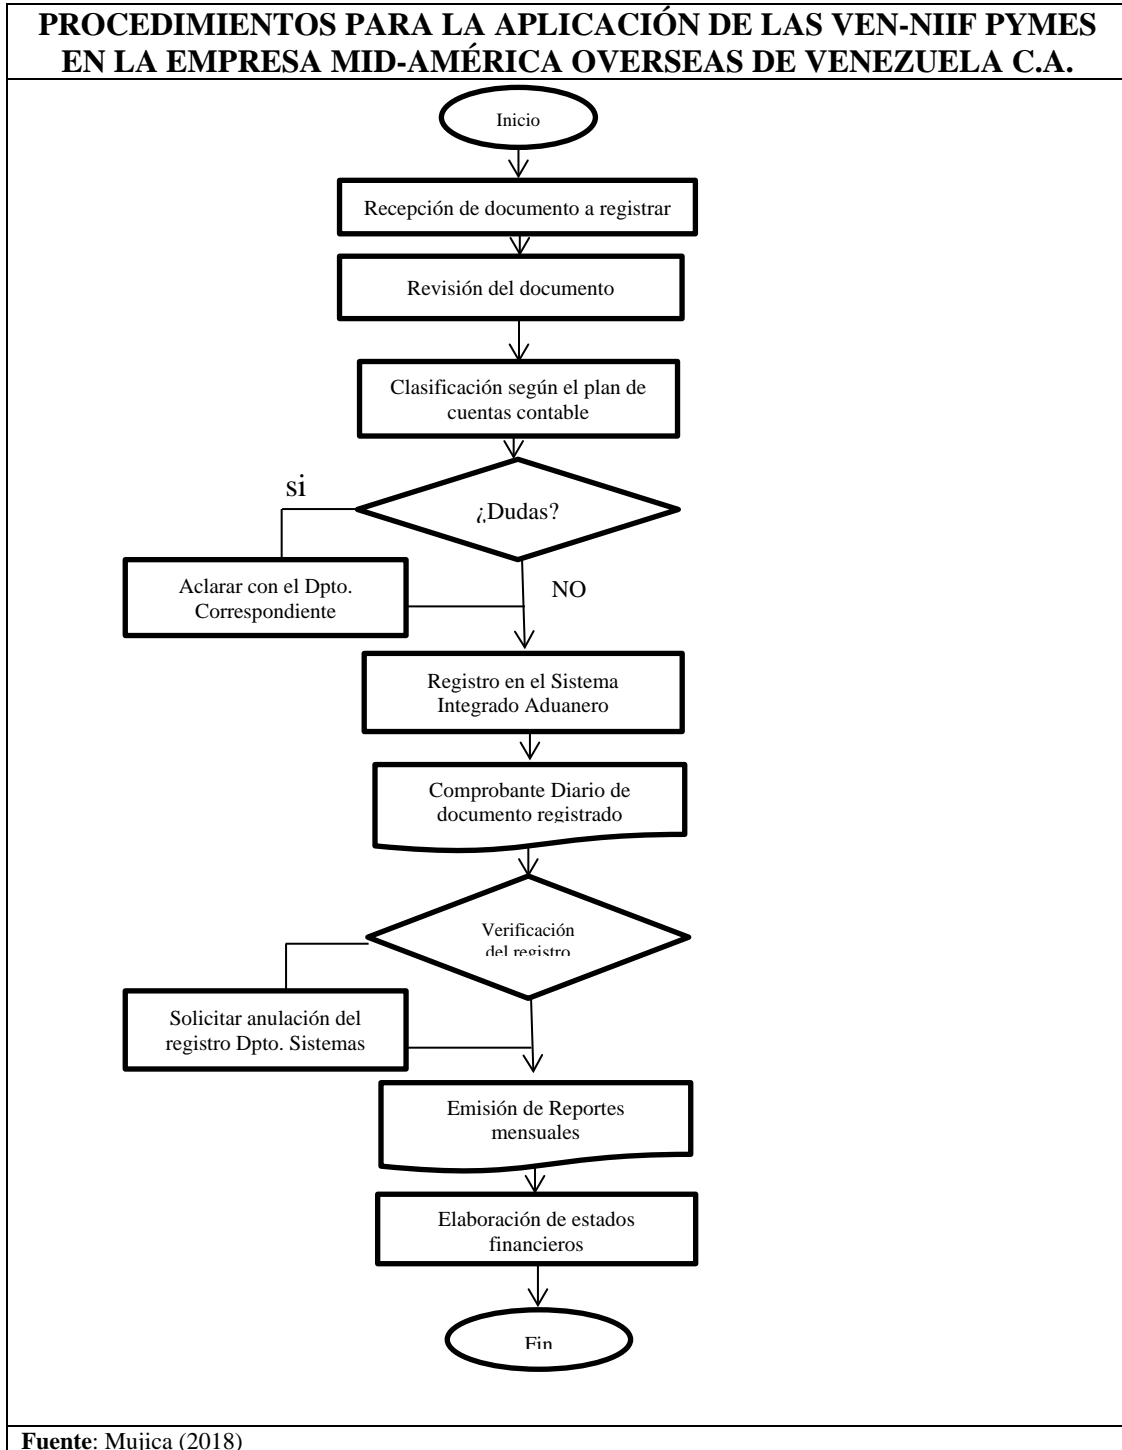 PROCEDIMIENTOS PARA LA APLICACIÓN DE LAS VEN-NIIF PYMES
EN LA EMPRESA MID-AMÉRICA OVERSEAS DE VENEZUELA C.A.
Inicio
Recepción de documento a registrar
Revisión del documento
Clasificación según el plan de
cuentas contable
si
¿Dudas?
Aclarar con el Dpto.
Correspondiente
NO
Registro en el Sistema
Integrado Aduanero
Comprobante Diario de
documento registrado
Verificación
del registro
Solicitar anulación del
registro Dpto. Sistemas
Emisión de Reportes
mensuales
Elaboración de estados
financieros
Fin
Fuente: Mujica (2018)